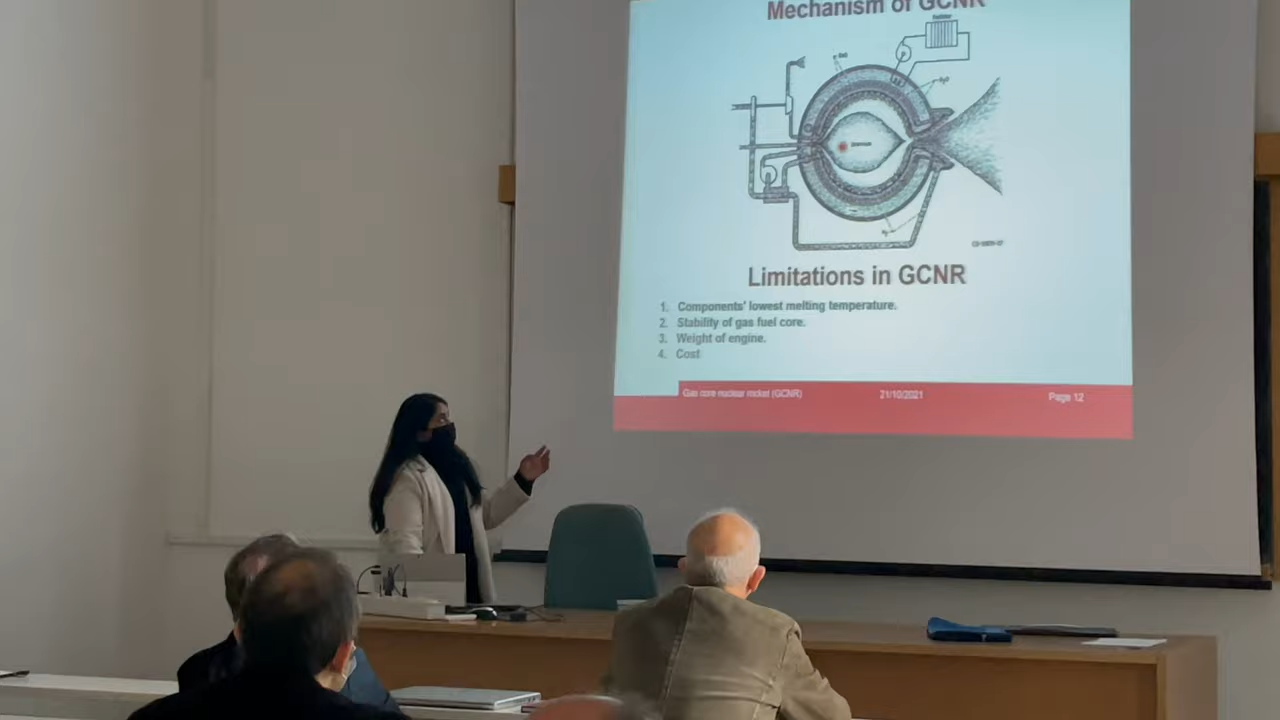 Mechanism of GCNR
Limitations in GCNR
1. Components' lowest melting temperature.
2. Stability of gas fuel core.
3. Weight of engine.
4. Cost
Gas core nuclear rocket (GCNR)
21/10/2021
Page 12